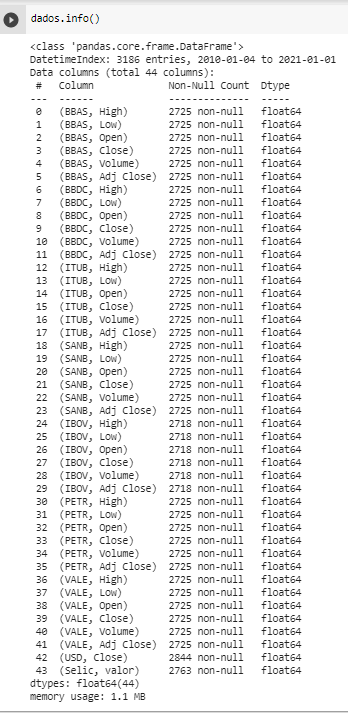 dados.info()
<class 'pandas.core.frame.DataFrame'>
DatetimeIndex: 3186 entries, 2010-01-04 to 2021-01-01
Data columns (total 44 columns):
 #   Column             Non-Null Count  Dtype
---  ------             --------------  -----
 0   (BBAS, High)       2725 non-null   float64
 1   (BBAS, Low)        2725 non-null   float64
 2   (BBAS, Open)       2725 non-null   float64
 3   (BBAS, Close)      2725 non-null   float64
 4   (BBAS, Volume)     2725 non-null   float64
 5   (BBAS, Adj Close)  2725 non-null   float64
 6   (BBDC, High)       2725 non-null   float64
 7   (BBDC, Low)        2725 non-null   float64
 8   (BBDC, Open)       2725 non-null   float64
 9   (BBDC, Close)      2725 non-null   float64
 10  (BBDC, Volume)     2725 non-null   float64
 11  (BBDC, Adj Close)  2725 non-null   float64
 12  (ITUB, High)       2725 non-null   float64
 13  (ITUB, Low)        2725 non-null   float64
 14  (ITUB, Open)       2725 non-null   float64
 15  (ITUB, Close)      2725 non-null   float64
 16  (ITUB, Volume)     2725 non-null   float64
 17  (ITUB, Adj Close)  2725 non-null   float64
 18  (SANB, High)       2725 non-null   float64
 19  (SANB, Low)        2725 non-null   float64
 20  (SANB, Open)       2725 non-null   float64
 21  (SANB, Close)      2725 non-null   float64
 22  (SANB, Volume)     2725 non-null   float64
 23  (SANB, Adj Close)  2725 non-null   float64
 24  (IBOV, High)       2718 non-null   float64
 25  (IBOV, Low)        2718 non-null   float64
 26  (IBOV, Open)       2718 non-null   float64
 27  (IBOV, Close)      2718 non-null   float64
 28  (IBOV, Volume)     2718 non-null   float64
 29  (IBOV, Adj Close)  2718 non-null   float64
 30  (PETR, High)       2725 non-null   float64
 31  (PETR, Low)        2725 non-null   float64
 32  (PETR, Open)       2725 non-null   float64
 33  (PETR, Close)      2725 non-null   float64
 34  (PETR, Volume)     2725 non-null   float64
 35  (PETR, Adj Close)  2725 non-null   float64
 36  (VALE, High)       2725 non-null   float64
 37  (VALE, Low)        2725 non-null   float64
 38  (VALE, Open)       2725 non-null   float64
 39  (VALE, Close)      2725 non-null   float64
 40  (VALE, Volume)     2725 non-null   float64
 41  (VALE, Adj Close)  2725 non-null   float64
 42  (USD, Close)       2844 non-null   float64
 43  (Selic, valor)     2763 non-null   float64
dtypes: float64(44)
memory usage: 1.1 MB